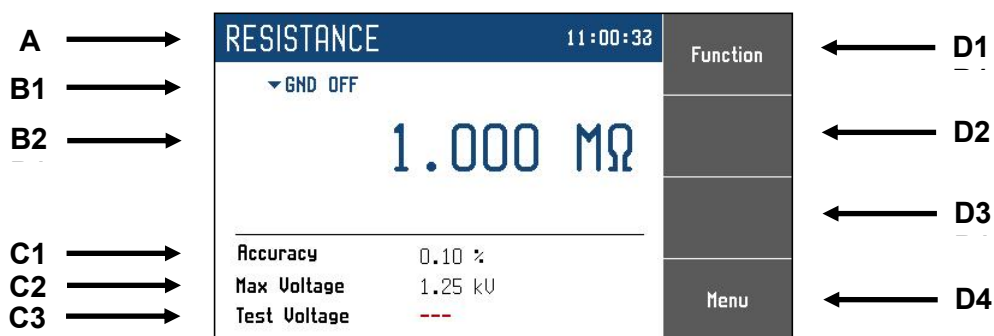 A
RESISTANCE 11:00:33
Function
D1
B1
▼GND OFF
B2
1.000 MΩ
D2
D3
C1
Accuracy 0.10 %
C2
Max Voltage 1.25 kV
Menu
D4
C3
Test Voltage ---